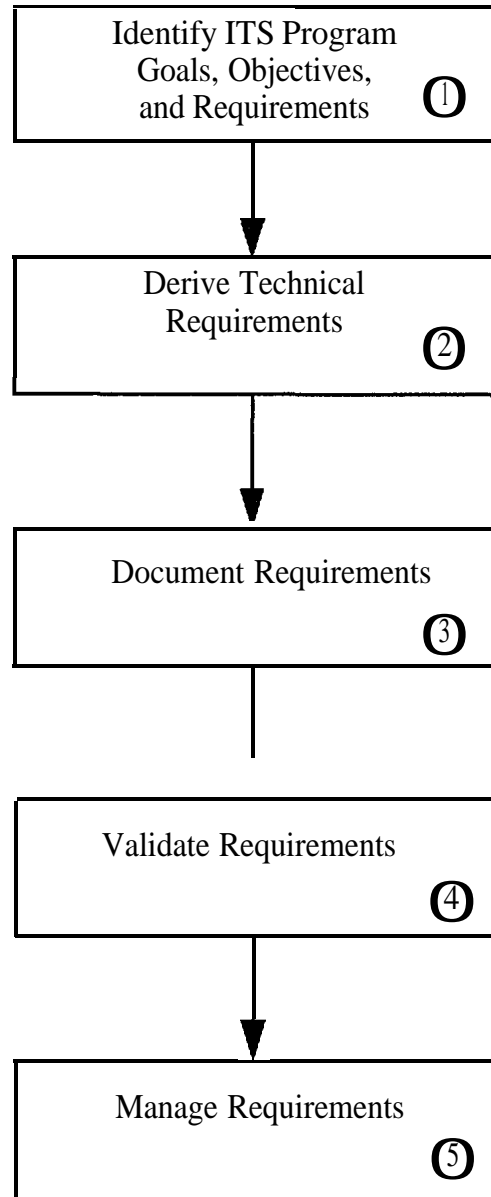 Identify ITS Program
Goals, Objectives,
and Requirements
1
Derive Technical
Requirements
2
Document Requirements
3
Validate Requirements
4
Manage Requirements
5